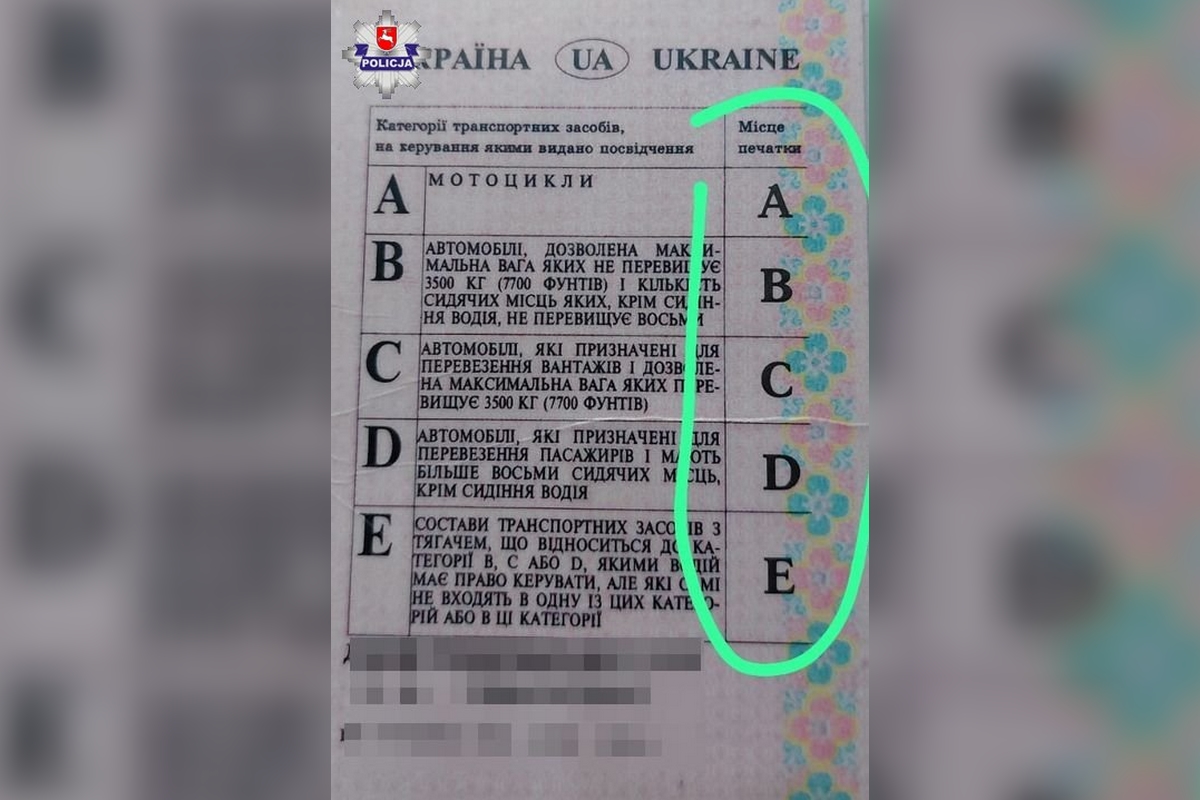 POLICJA
РАЇНА UA UKRAINE
Категорії транспортних засобів,
на керування якими видано посвідчення
Місце
печатки
A
МОТОЦИКЛИ
A
B
АВТОМОБІЛІ, ДОЗВОЛЕНА МАКСИ-
МАЛЬНА ВАГА ЯКИХ НЕ ПЕРЕВИЩУЄ
3500 КГ (7700 ФУНТІВ) І КІЛЬКІСТЬ
СИДЯЧИХ МІСЦЬ ЯКИХ, КРІМ СИДІН-
НЯ ВОДІЯ, НЕ ПЕРЕВИЩУЄ ВОСЬМИ
B
C
АВТОМОБІЛІ, ЯКІ ПРИЗНАЧЕНІ ДЛЯ
ПЕРЕВЕЗЕННЯ ВАНТАЖІВ І ДОЗВОЛЕ-
НА МАКСИМАЛЬНА ВАГА ЯКИХ ПЕРЕ-
ВИЩУЄ 3500 КГ (7700 ФУНТІВ)
C
D
АВТОМОБІЛІ, ЯКІ ПРИЗНАЧЕНІ ДЛЯ
ПЕРЕВЕЗЕННЯ ПАСАЖИРІВ І МАЮТЬ
БІЛЬШЕ ВОСЬМИ СИДЯЧИХ МІСЦЬ,
КРІМ СИДІННЯ ВОДІЯ
D
E
СОСТАВИ ТРАНСПОРТНИХ ЗАСОБІВ З
ТЯГАЧЕМ, ЩО ВІДНОСИТЬСЯ ДО КА-
ТЕГОРІЇ B, C АБО D, ЯКИМИ ВОДІЙ
МАЄ ПРАВО КЕРУВАТИ, АЛЕ ЯКІ САМІ
НЕ ВХОДЯТЬ В ОДНУ ІЗ ЦИХ КАТЕГО-
РІЙ АБО В ЦІ КАТЕГОРІЇ
E